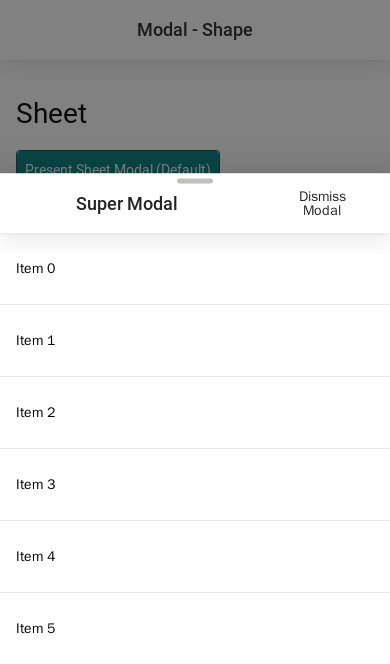 Modal - Shape
Sheet
Present Sheet Modal (Default)
Super Modal
Dismiss
Modal
Item 0
Item 1
Item 2
Item 3
Item 4
Item 5